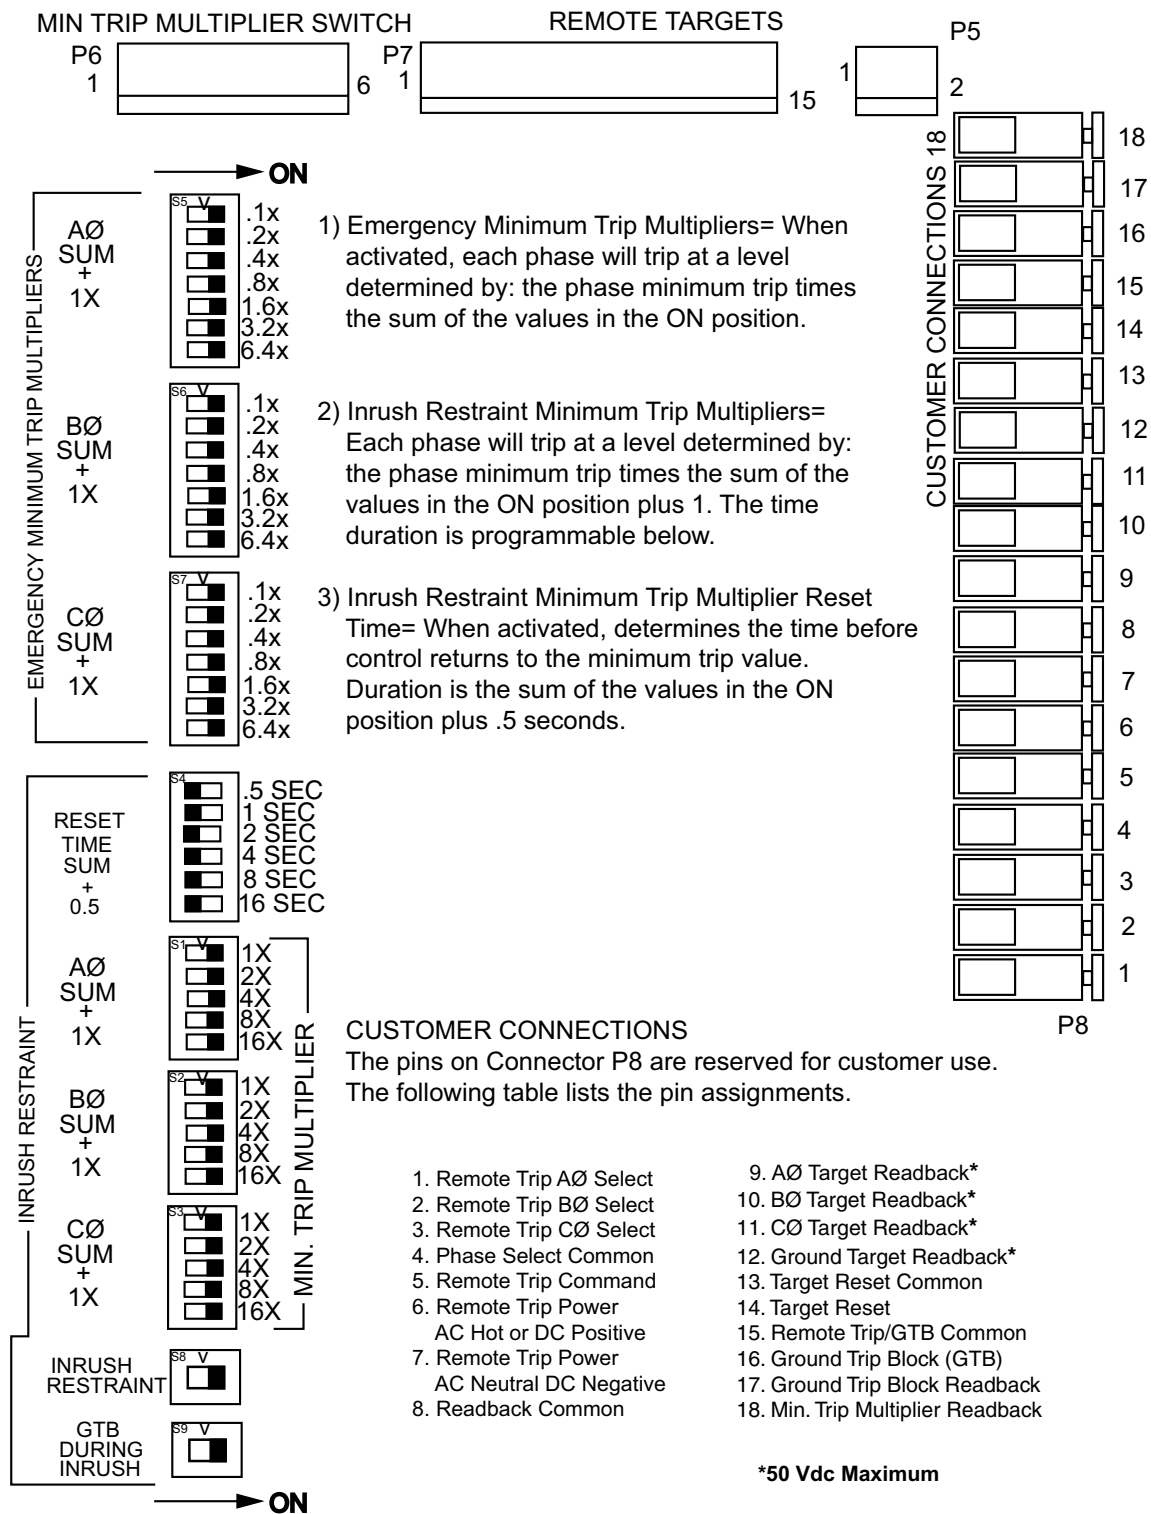 MIN TRIP MULTIPLIER SWITCH
REMOTE TARGETS
P6
1
6
P7
1
15
1
P5
2
ON
EMERGENCY MINIMUM TRIP MULTIPLIERS
AØ
SUM
+
1X
S5 V
.1x
.2x
.4x
.8x
1.6x
3.2x
6.4x
BØ
SUM
+
1X
S6 V
.1x
.2x
.4x
.8x
1.6x
3.2x
6.4x
CØ
SUM
+
1X
S7 V
.1x
.2x
.4x
.8x
1.6x
3.2x
6.4x
1) Emergency Minimum Trip Multipliers= When
activated, each phase will trip at a level
determined by: the phase minimum trip times
the sum of the values in the ON position.
2) Inrush Restraint Minimum Trip Multipliers=
Each phase will trip at a level determined by:
the phase minimum trip times the sum of the
values in the ON position plus 1. The time
duration is programmable below.
3) Inrush Restraint Minimum Trip Multiplier Reset
Time= When activated, determines the time before
control returns to the minimum trip value.
Duration is the sum of the values in the ON
position plus .5 seconds.
CUSTOMER CONNECTIONS 18
18
17
16
15
14
13
12
11
10
9
8
7
6
5
4
3
2
1
P8
INRUSH RESTRAINT
RESET
TIME
SUM
+
0.5
S4
.5 SEC
1 SEC
2 SEC
4 SEC
8 SEC
16 SEC
AØ
SUM
+
1X
S1 V
1X
2X
4X
8X
16X
BØ
SUM
+
1X
S2 V
1X
2X
4X
8X
16X
CØ
SUM
+
1X
S3 V
1X
2X
4X
8X
16X
MIN. TRIP MULTIPLIER
INRUSH
RESTRAINT
S8 V
GTB
DURING
INRUSH
S9 V
ON
CUSTOMER CONNECTIONS
The pins on Connector P8 are reserved for customer use.
The following table lists the pin assignments.
1. Remote Trip AØ Select
2. Remote Trip BØ Select
3. Remote Trip CØ Select
4. Phase Select Common
5. Remote Trip Command
6. Remote Trip Power
AC Hot or DC Positive
7. Remote Trip Power
AC Neutral DC Negative
8. Readback Common
9. AØ Target Readback*
10. BØ Target Readback*
11. CØ Target Readback*
12. Ground Target Readback*
13. Target Reset Common
14. Target Reset
15. Remote Trip/GTB Common
16. Ground Trip Block (GTB)
17. Ground Trip Block Readback
18. Min. Trip Multiplier Readback
*50 Vdc Maximum